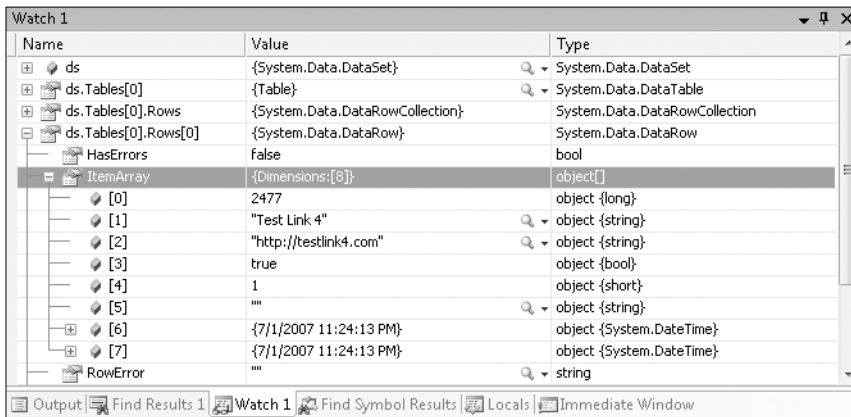 Watch 1
Name Value Type
ds {System.Data.DataSet} System.Data.DataSet
ds.Tables[0] {Table} System.Data.DataTable
ds.Tables[0].Rows {System.Data.DataRowCollection} System.Data.DataRowCollection
ds.Tables[0].Rows[0] {System.Data.DataRow} System.Data.DataRow
HasErrors false bool
ItemArray {Dimensions:[8]} object[]
[0] 2477 object {long}
[1] "Test Link 4" object {string}
[2] "http://testlink4.com" object {string}
[3] true object {bool}
[4] 1 object {short}
[5] "" object {string}
[6] {7/1/2007 11:24:13 PM} object {System.DateTime}
[7] {7/1/2007 11:24:13 PM} object {System.DateTime}
RowError "" string
Output Find Results 1 Watch 1 Find Symbol Results Locals Immediate Window